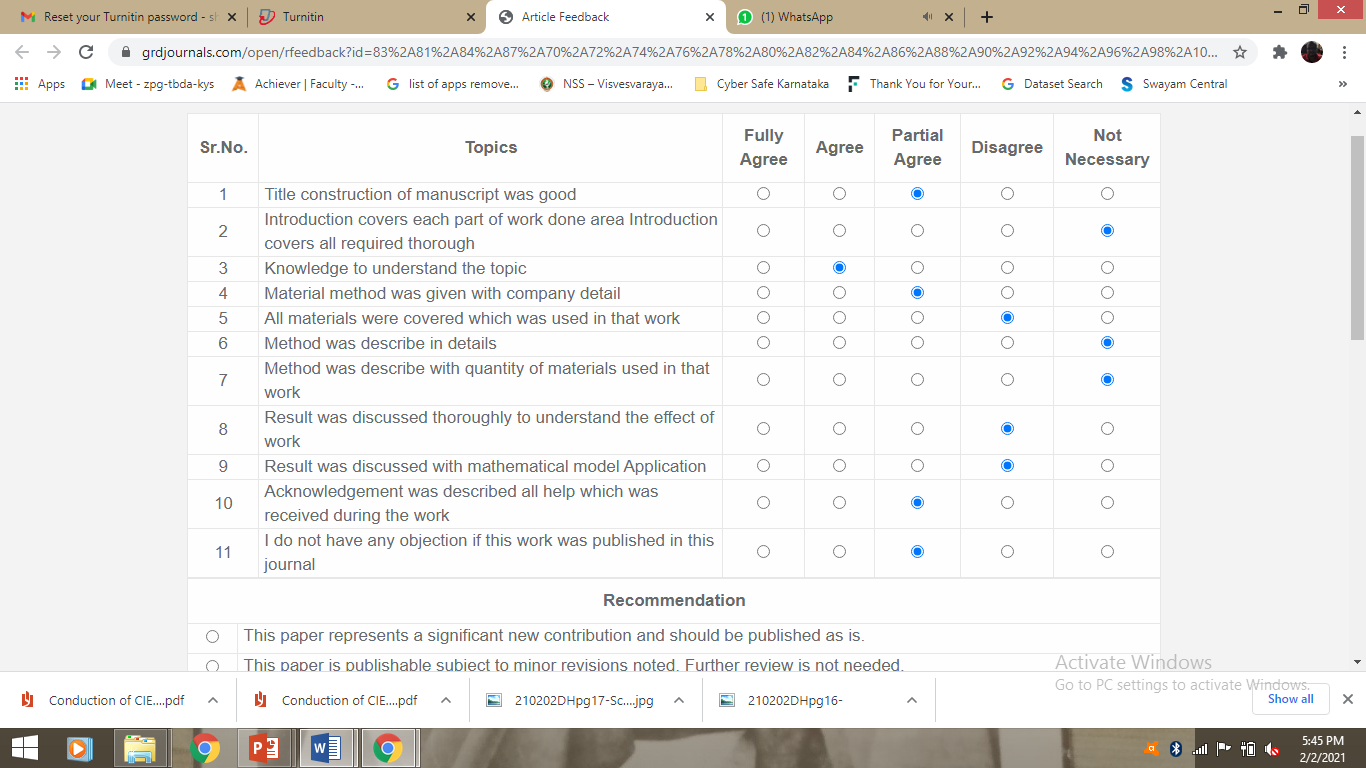 Reset your Turnitin password - sh
Turnitin
Article Feedback
(1) WhatsApp
grdjournals.com/open/rfeedback?id=83%2A81%2A84%2A87%2A70%2A72%2A74%2A76%2A78%2A80%2A82%2A84%2A86%2A88%2A90%2A92%2A94%2A96%2A98%2A10...
Apps
Meet - zpg-tbda-kys
Achiever | Faculty -...
list of apps remove...
NSS – Visvesvaraya...
Cyber Safe Karnataka
Thank You for Your...
Dataset Search
Swayam Central
»
Sr.No. Topics Fully Agree Agree Partial Agree Disagree Not Necessary
1 Title construction of manuscript was good
2 Introduction covers each part of work done area Introduction
covers all required thorough
3 Knowledge to understand the topic
4 Material method was given with company detail
5 All materials were covered which was used in that work
6 Method was describe in details
7 Method was describe with quantity of materials used in that
work
8 Result was discussed thoroughly to understand the effect of
work
9 Result was discussed with mathematical model Application
10 Acknowledgement was described all help which was
received during the work
11 I do not have any objection if this work was published in this
journal
Recommendation
This paper represents a significant new contribution and should be published as is.
This paper is publishable subject to minor revisions noted. Further review is not needed.
Activate Windows
Go to PC settings to activate Windows.
Conduction of CIE....pdf
Conduction of CIE....pdf
210202DHpg17-Sc....jpg
210202DHpg16-
Show all
5:45 PM
2/2/2021